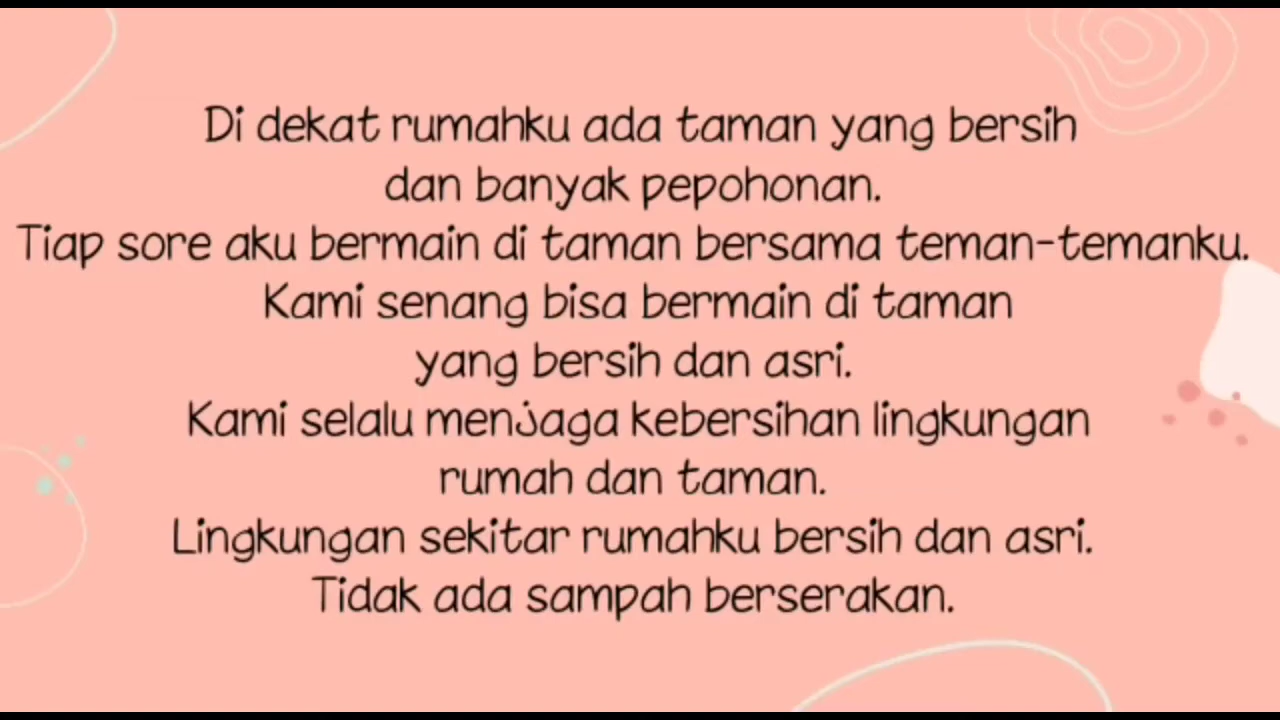 Di dekat rumahku ada taman yang bersih
dan banyak pepohonan.
Tiap sore aku bermain di taman bersama teman-temanku.
Kami senang bisa bermain di taman
yang bersih dan asri.
Kami selalu menjaga kebersihan lingkungan
rumah dan taman.
Lingkungan sekitar rumahku bersih dan asri.
Tidak ada sampah berserakan.